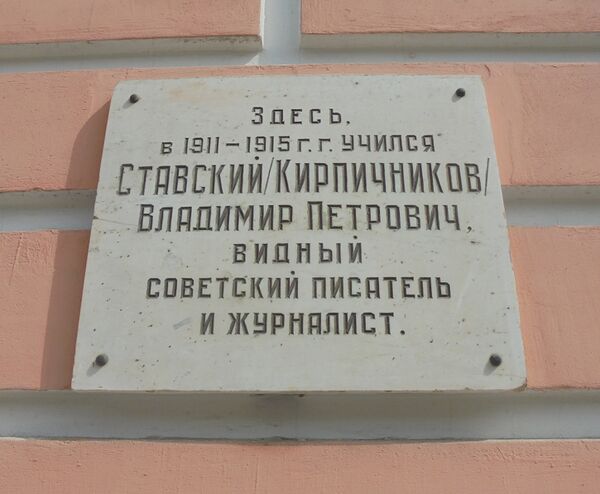 Здесь,
в 1911–1915 г.г. учился
Ставский/Кирпичников/
Владимир Петрович,
видный
советский писатель
и журналист.